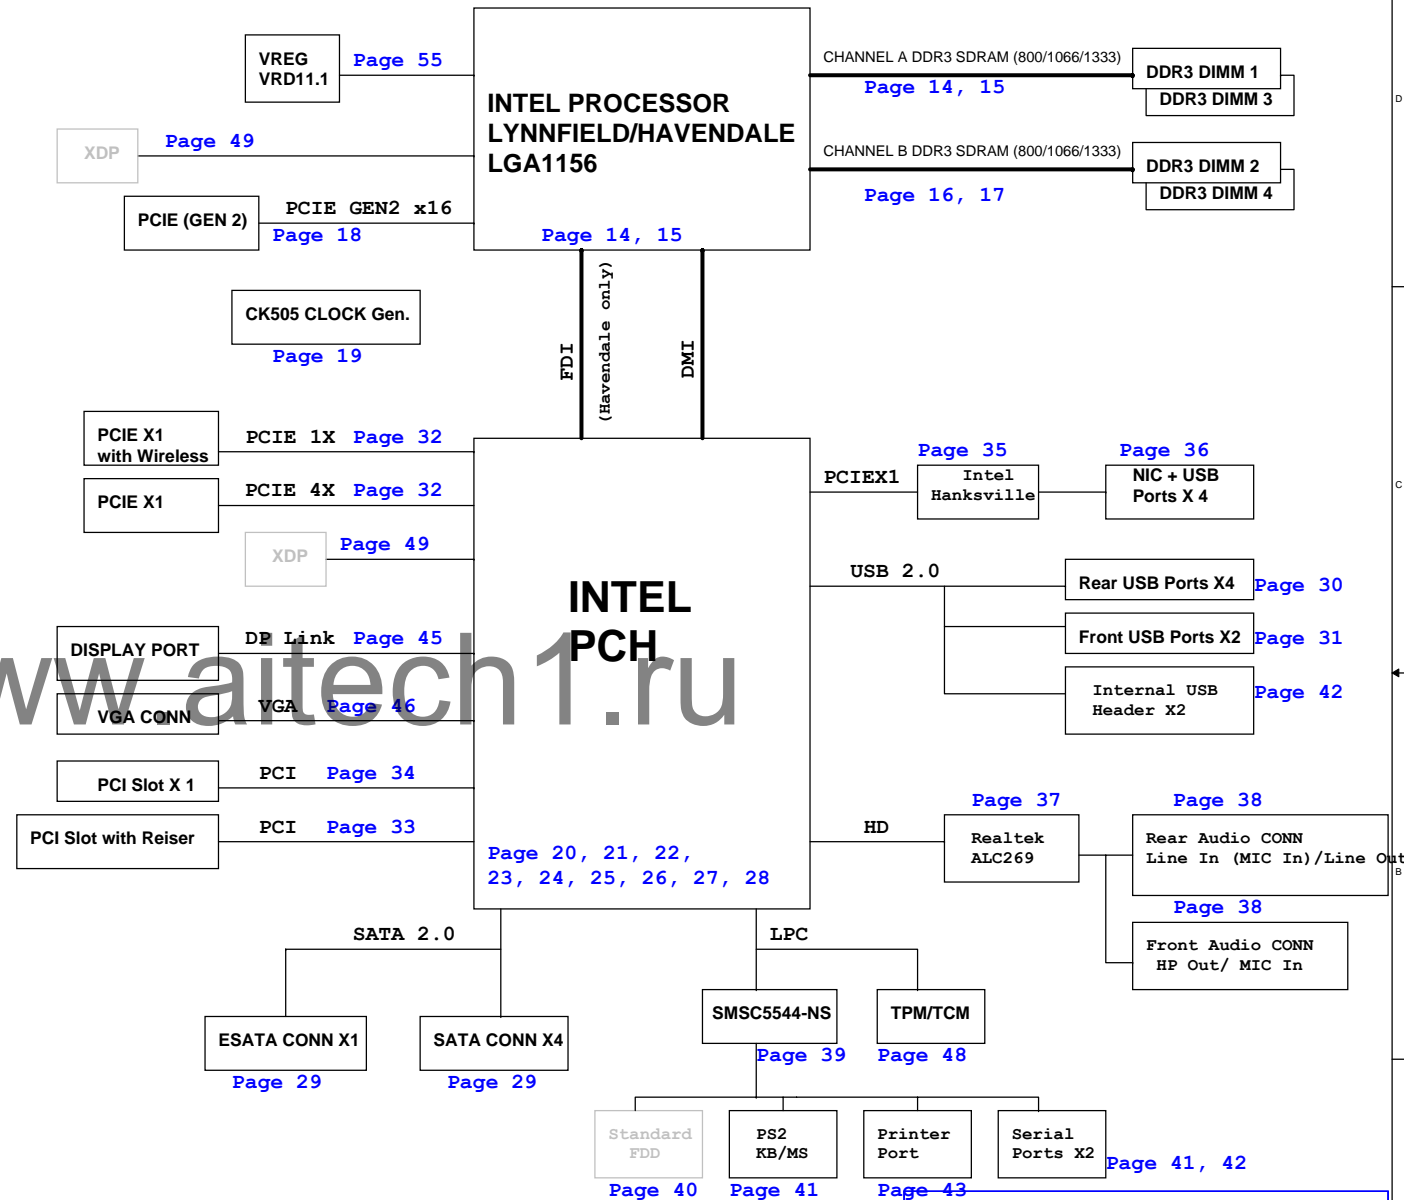 VREG
VRD11.1
Page 55
XDP
Page 49
PCIE (GEN 2)
PCIE GEN2 x16
Page 18
INTEL PROCESSOR
LYNNFIELD/HAVENDALE
LGA1156
Page 14, 15
CHANNEL A DDR3 SDRAM (800/1066/1333)
Page 14, 15
DDR3 DIMM 1
DDR3 DIMM 3
CHANNEL B DDR3 SDRAM (800/1066/1333)
Page 16, 17
DDR3 DIMM 2
DDR3 DIMM 4
D
CK505 CLOCK Gen.
Page 19
FDI
(Havendale only)
DMI
PCIE X1
with Wireless
PCIE 1X Page 32
PCIE X1
PCIE 4X Page 32
XDP
Page 49
DISPLAY PORT
DP Link Page 45
VGA CONN
VGA Page 46
PCI Slot X 1
PCI Page 34
PCI Slot with Reiser
PCI Page 33
INTEL
PCH
Page 20, 21, 22,
23, 24, 25, 26, 27, 28
www.aitech1.ru
PCIEX1
Page 35
Intel
Hanksville
Page 36
NIC + USB
Ports X 4
C
USB 2.0
Rear USB Ports X4
Page 30
Front USB Ports X2
Page 31
Internal USB
Header X2
Page 42
HD
Page 37
Realtek
ALC269
Page 38
Rear Audio CONN
Line In (MIC In)/Line Out
B
Page 38
Front Audio CONN
HP Out/ MIC In
SATA 2.0
ESATA CONN X1
Page 29
SATA CONN X4
Page 29
LPC
SMSC5544-NS
Page 39
TPM/TCM
Page 48
Standard
FDD
Page 40
PS2
KB/MS
Page 41
Printer
Port
Page 43
Serial
Ports X2
Page 41, 42